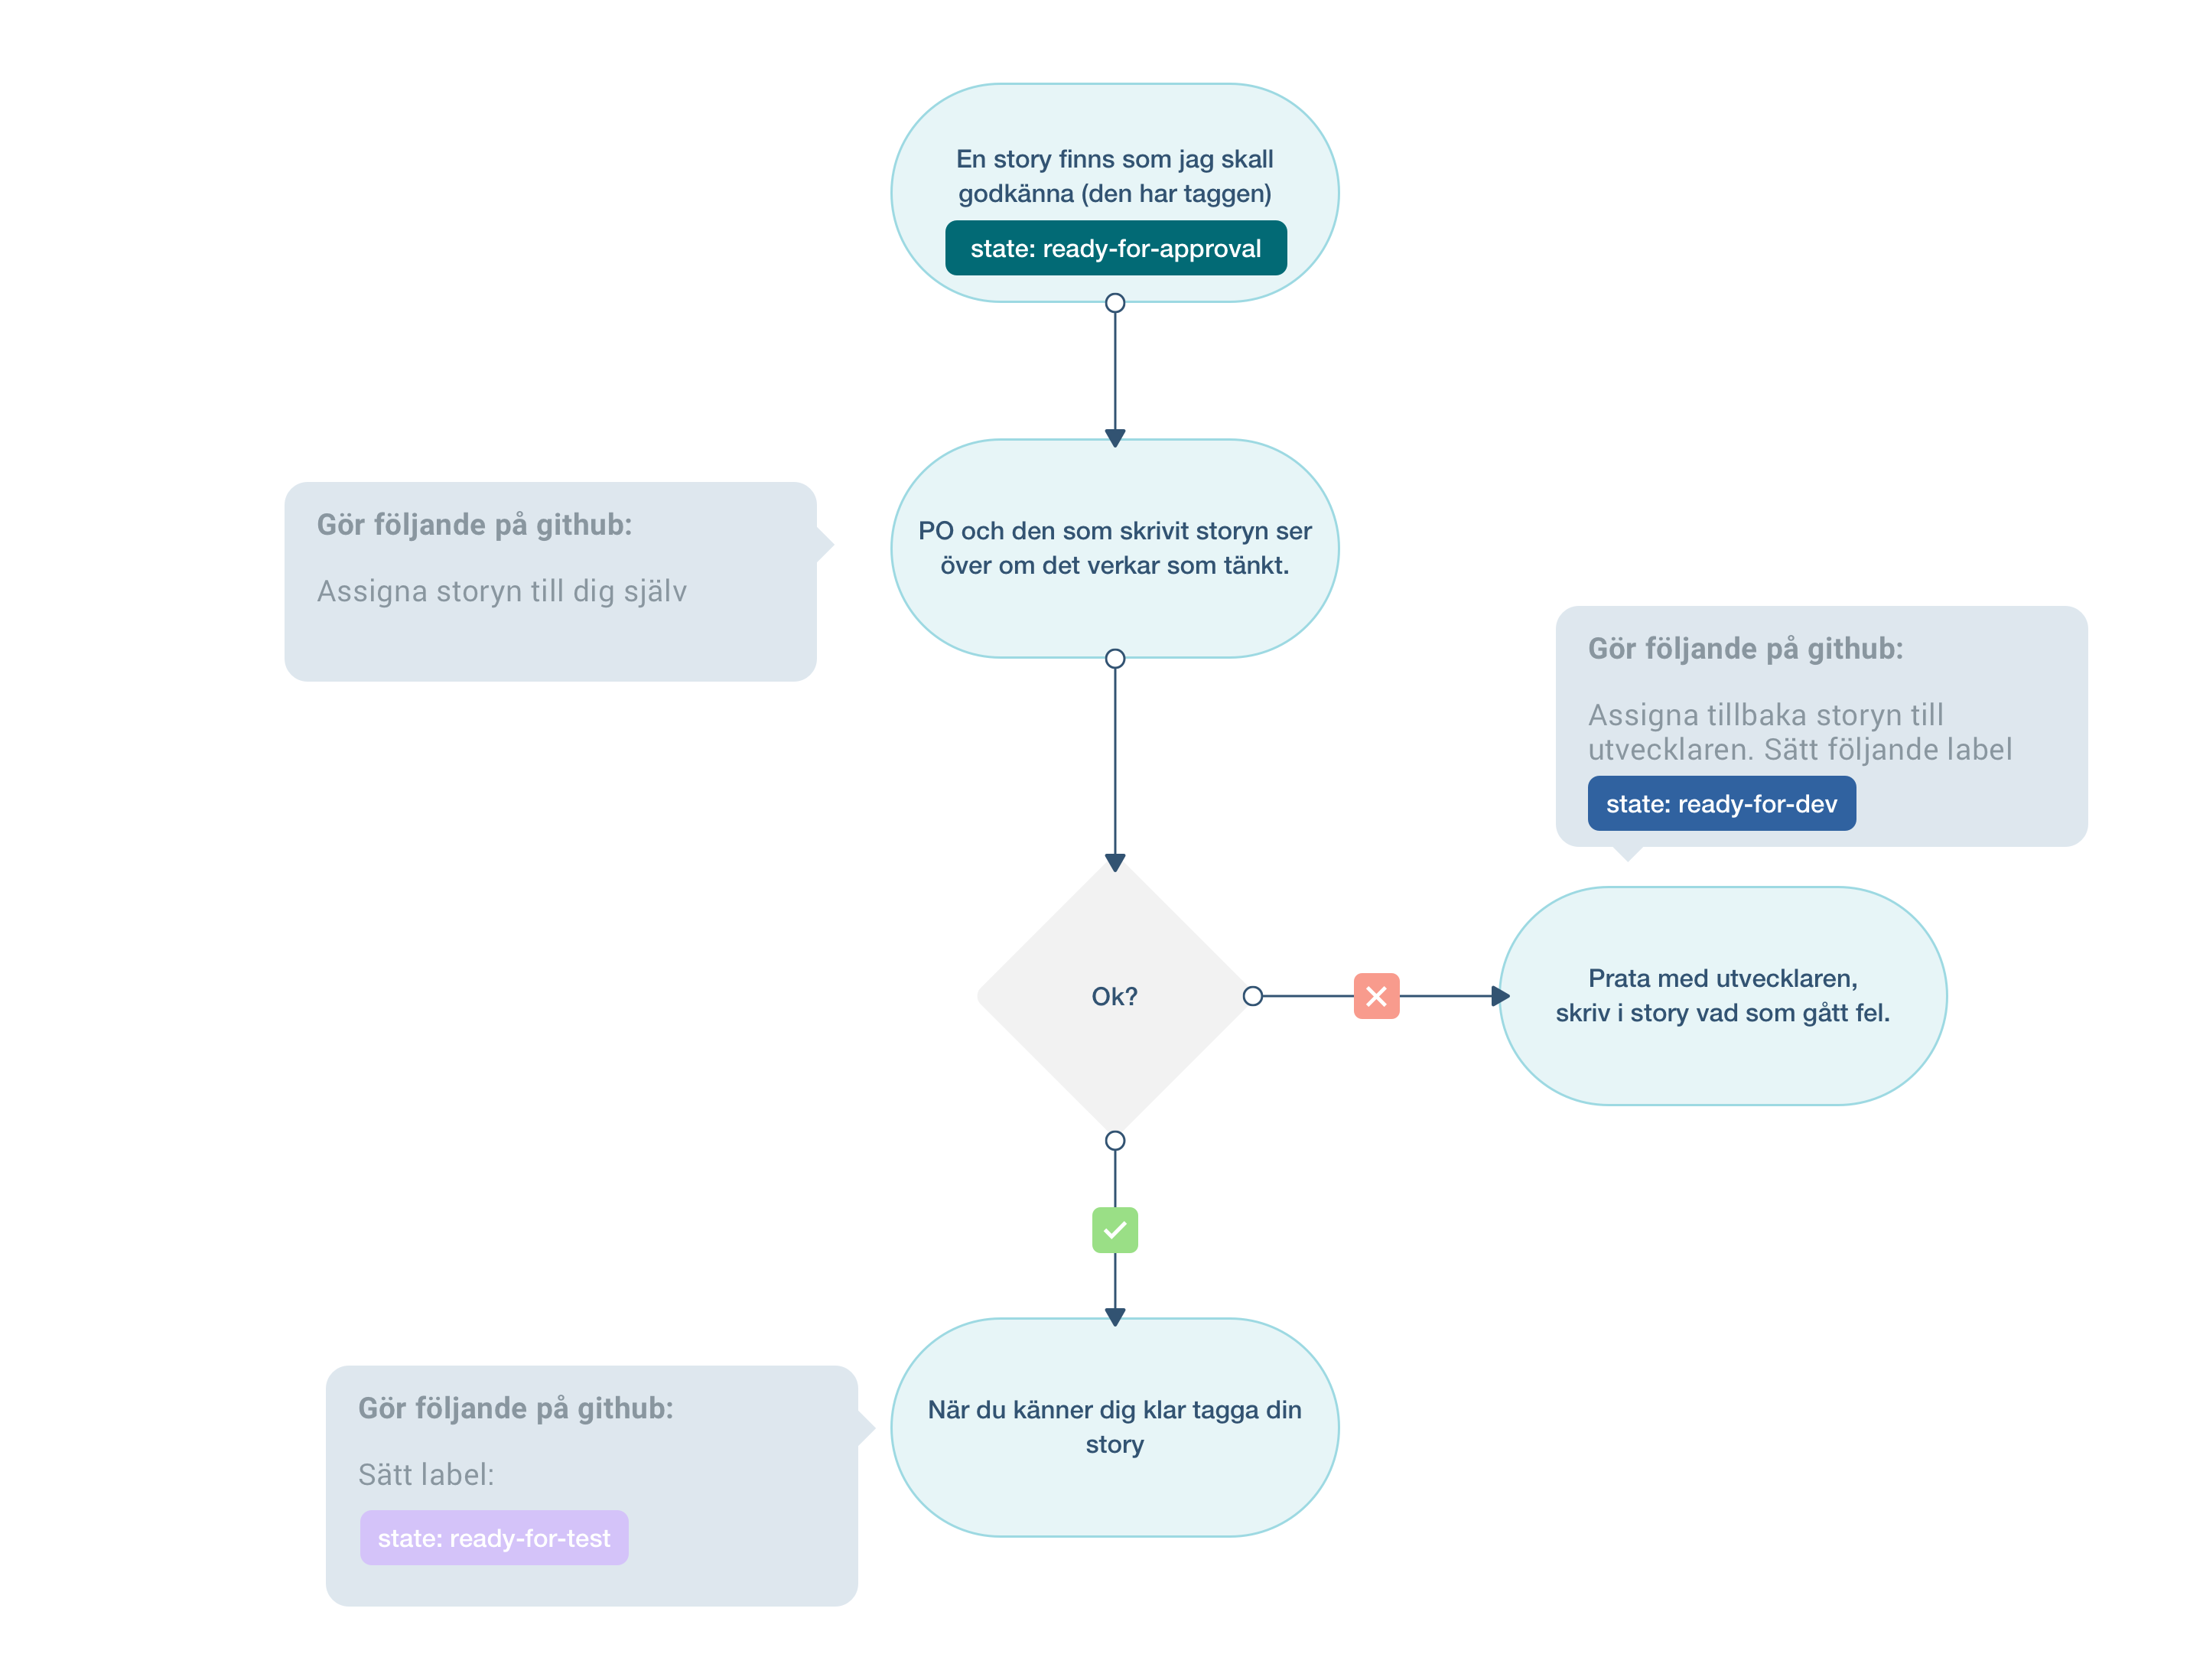 En story finns som jag skall
godkänna (den har taggen)
state: ready-for-approval
Gör följande på github:
Assigna storyn till dig själv
PO och den som skrivit storyn ser
över om det verkar som tänkt.
Gör följande på github:
Assigna tillbaka storyn till
utvecklaren. Sätt följande label
state: ready-for-dev
Ok?
Prata med utvecklaren,
skriv i story vad som gått fel.
När du känner dig klar tagga din
story
Gör följande på github:
Sätt label:
state: ready-for-test